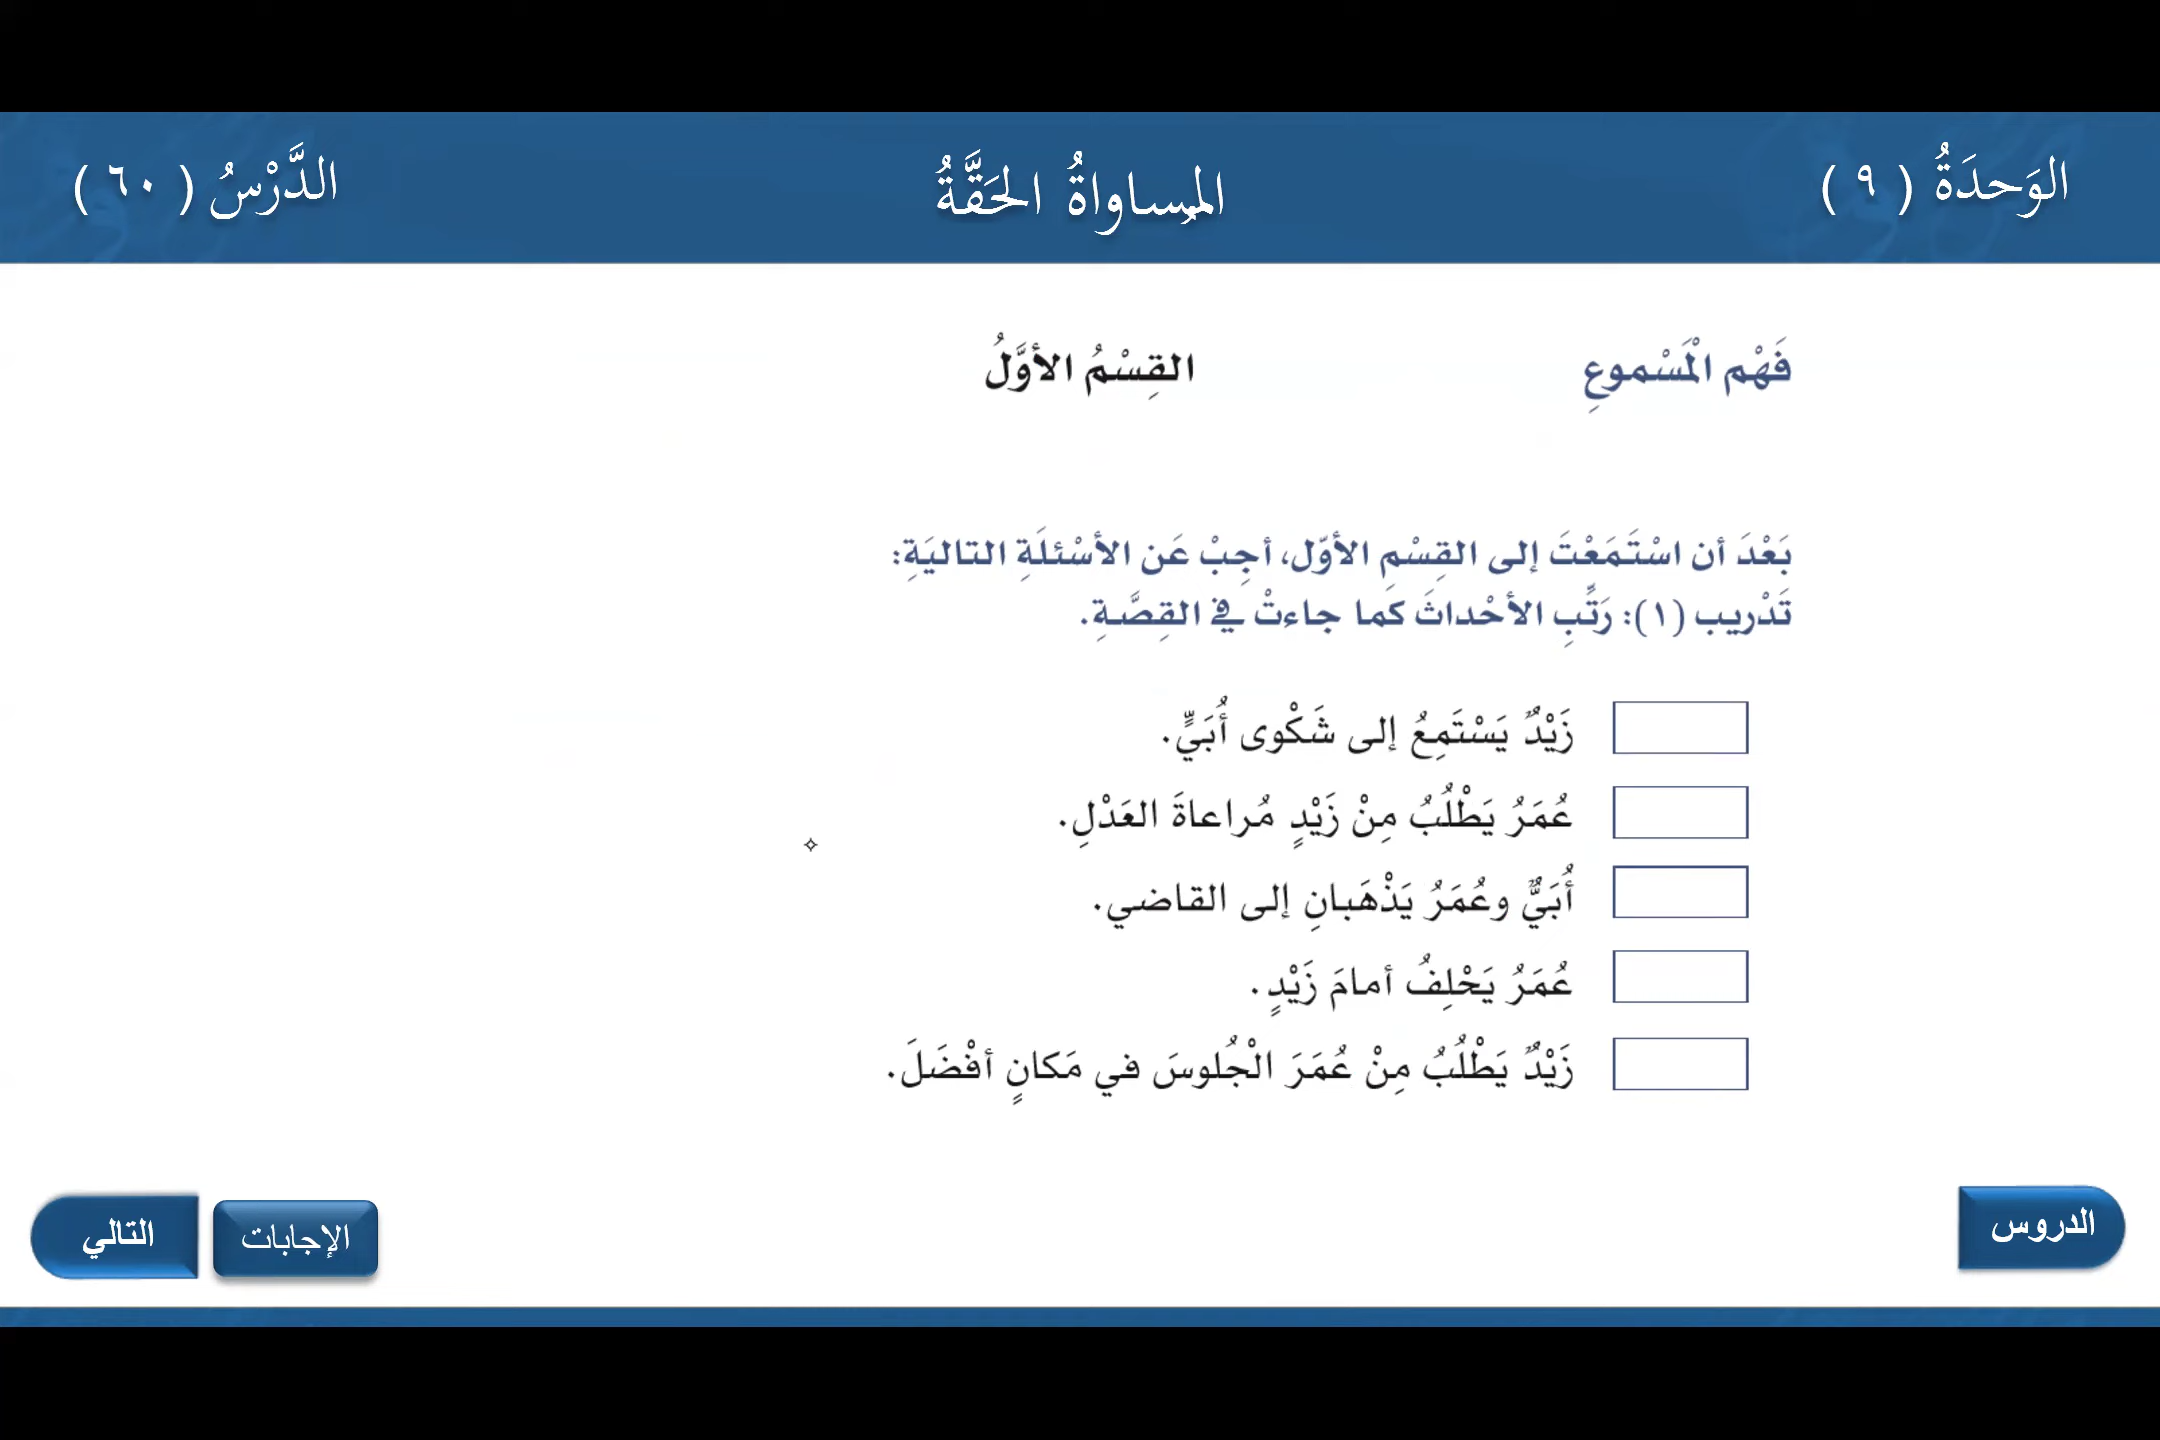 الوَحدَةُ ( ٩ )
المساواةُ الحَقَّةُ
الدَّرْسُ ( ٦٠ )
فَهْم الْمَسْموعِ
القِسْمُ الأوَّلُ
بَعْدَ أن اسْتَمَعْتَ إلى القِسْمِ الأوّل، أجِبْ عَن الأسْئلَةِ التاليَةِ:
تَدْريب (١): رَتِّبِ الأحْداثَ كَما جاءتْ في القِصَّةِ.
زَيْدٌ يَسْتَمِعُ إلى شَكْوى أُبَيٍّ.
عُمَرُ يَطْلُبُ مِنْ زَيْدٍ مُراعاةَ العَدْلِ.
أُبَيٌّ وعُمَرُ يَذْهَبانِ إلى القاضي.
عُمَرُ يَحْلِفُ أمامَ زَيْدٍ.
زَيْدٌ يَطْلُبُ مِنْ عُمَرَ الْجُلوسَ في مَكانٍ أفْضَلَ.
الدروس
الإجابات
التالي